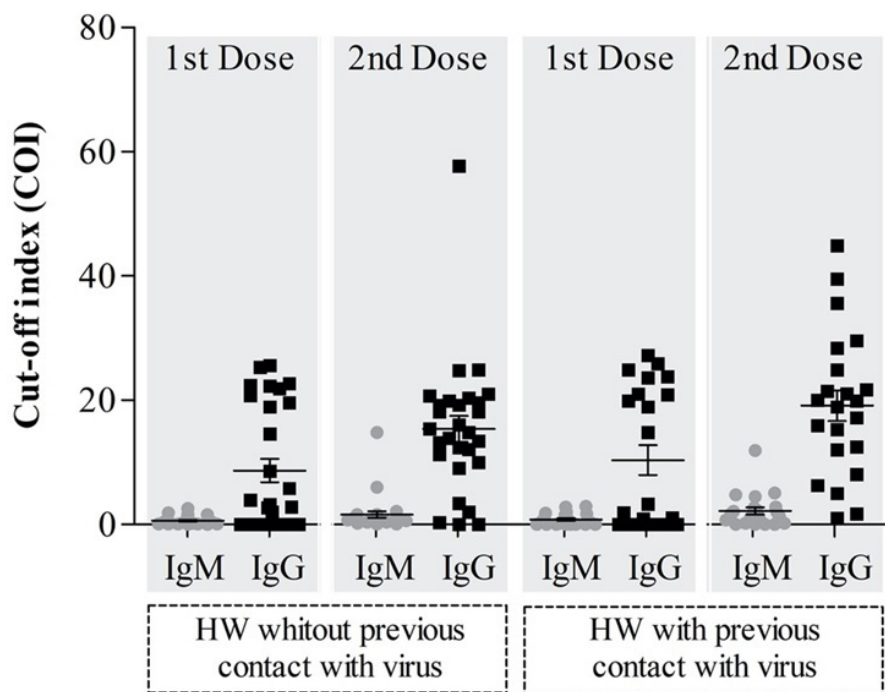 80
60
40
20
0
Cut-off index (COI)
1st Dose
2nd Dose
1st Dose
2nd Dose
IgM
IgG
IgM
IgG
IgM
IgG
IgM
IgG
HW whitout previous
contact with virus
HW with previous
contact with virus